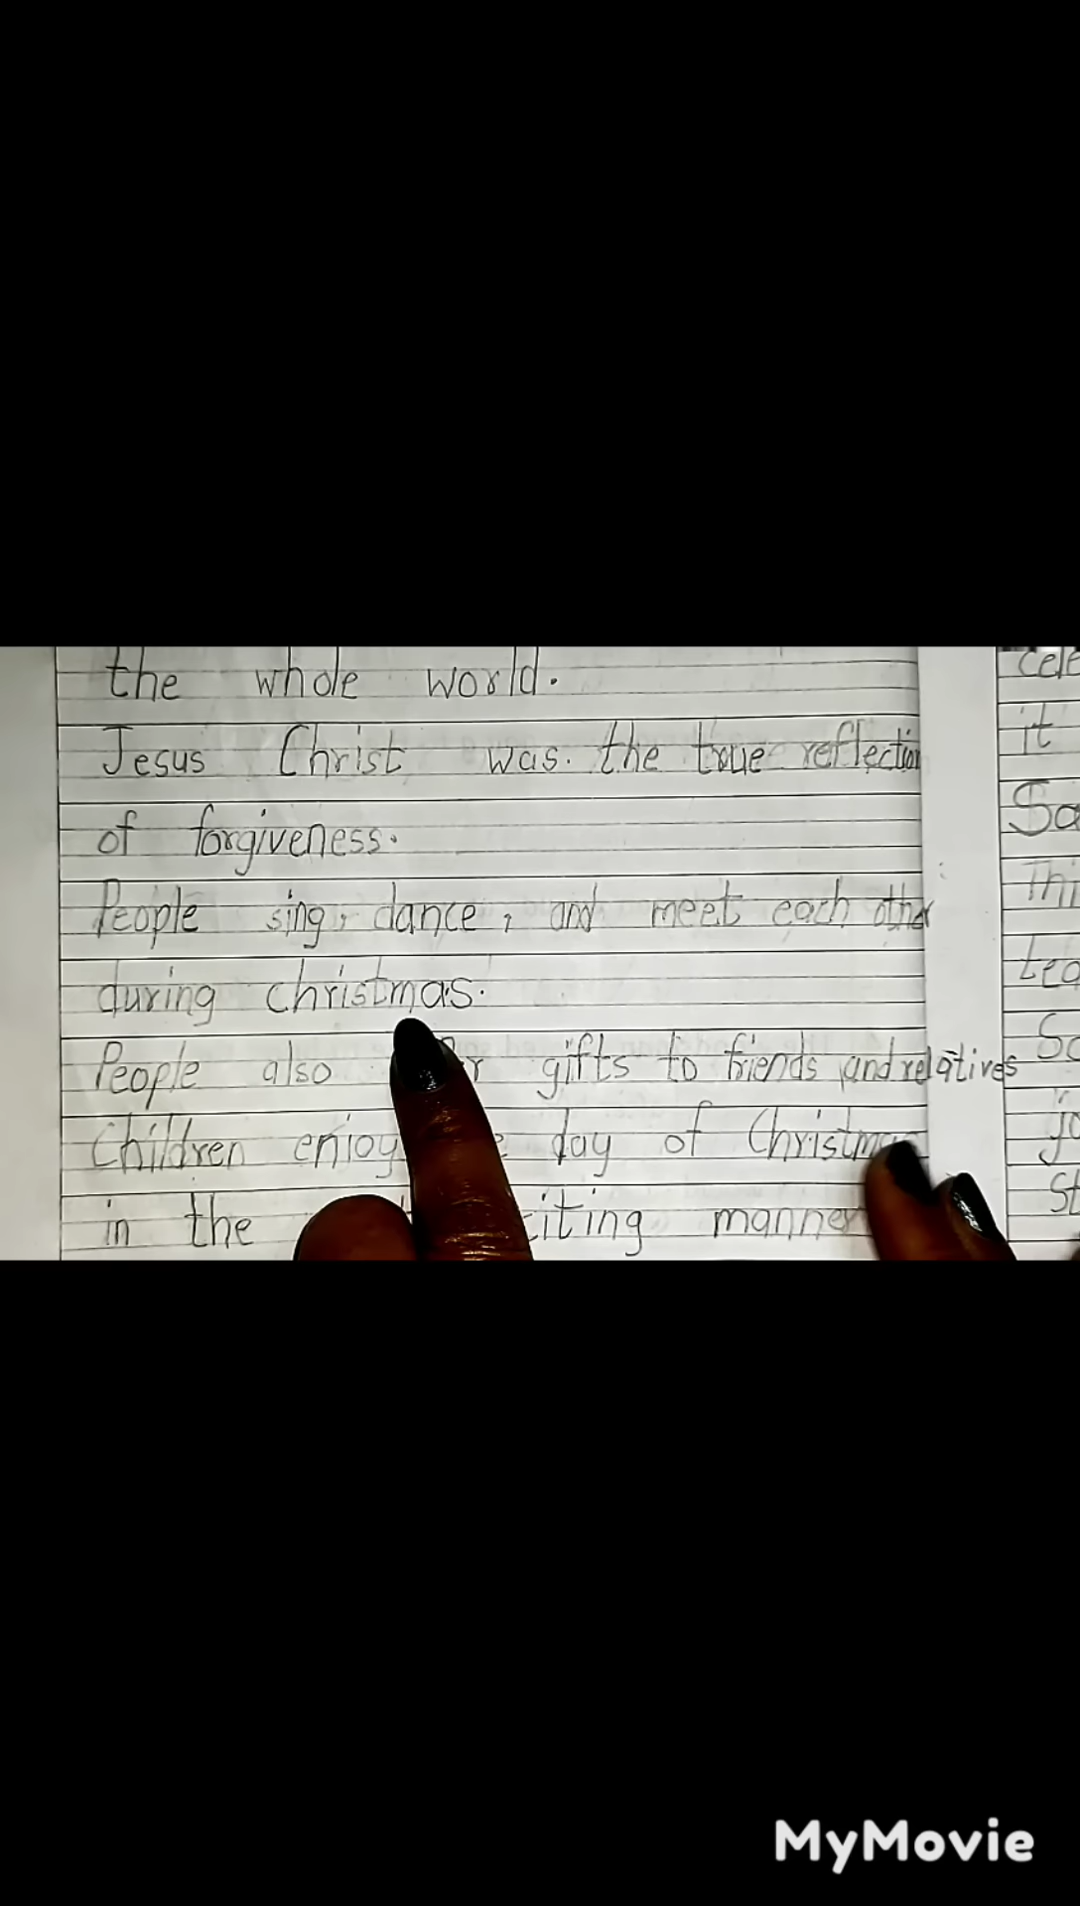 the whole world.
Jesus Christ was. the true reflection
of forgiveness.
People sing, dance, and meet each other
during christmas.
People also gifts to friends and relatives
Children enjoy day of Christmas
in the manner
it
MyMovie